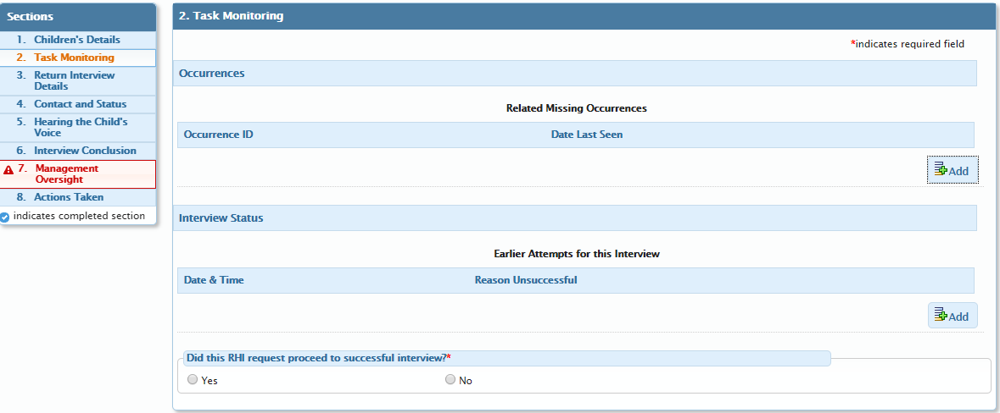 Sections
1. Children's Details
2. Task Monitoring
3. Return Interview
Details
4. Contact and Status
5. Hearing the Child's
Voice
6. Interview Conclusion
7. Management
Oversight
8. Actions Taken
indicates completed section
2. Task Monitoring
*indicates required field
Occurrences
Related Missing Occurrences
Occurrence ID Date Last Seen
Add
Interview Status
Earlier Attempts for this Interview
Date & Time Reason Unsuccessful
Add
Did this RHI request proceed to successful interview?*
Yes No